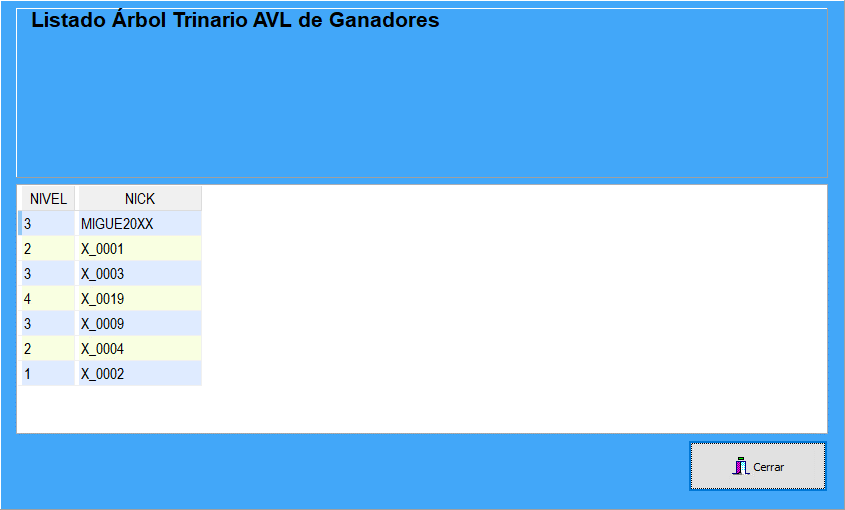 Listado Árbol Trinario AVL de Ganadores
NIVEL NICK
3 MIGUE20XX
2 X_0001
3 X_0003
4 X_0019
3 X_0009
2 X_0004
1 X_0002
Cerrar